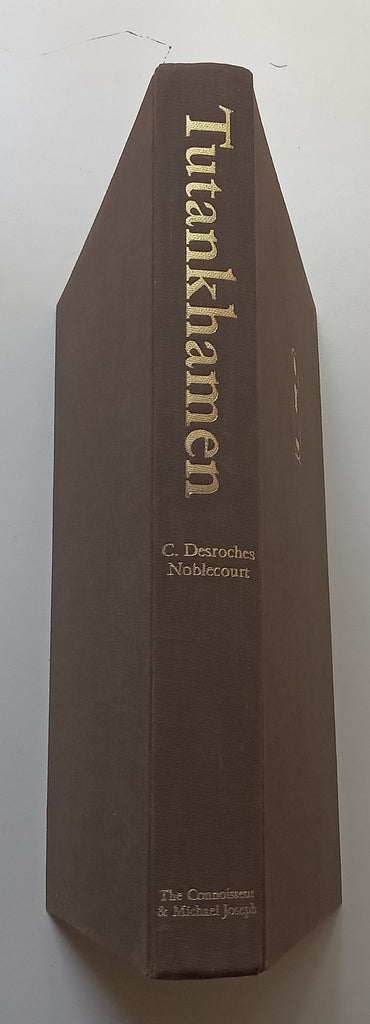 Tutankhamen
C. Desroches
Noblecourt
The Connoisseur
& Michael Joseph